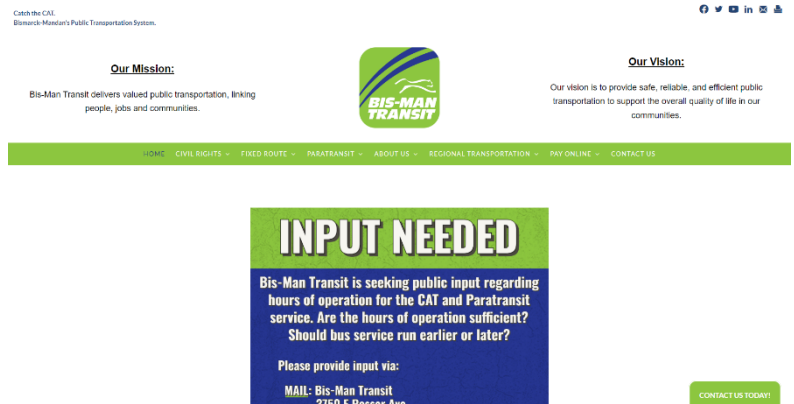 Catch the CAT.
Bismarck-Mandan's Public Transportation System.
Our Mission:
Bis-Man Transit delivers valued public transportation, linking
people, jobs and communities.
BIS-MAN
TRANSIT
Our Vision:
Our vision is to provide safe, reliable, and efficient public
transportation to support the overall quality of life in our
communities.
HOME CIVIL RIGHTS FIXED ROUTE PARATRANSIT ABOUT US REGIONAL TRANSPORTATION PAY ONLINE CONTACT US
INPUT NEEDED
Bis-Man Transit is seeking public input regarding
hours of operation for the CAT and Paratransit
service. Are the hours of operation sufficient?
Should bus service run earlier or later?
Please provide input via:
MAIL: Bis-Man Transit
3750 E Rosser Ave
CONTACT US TODAY!